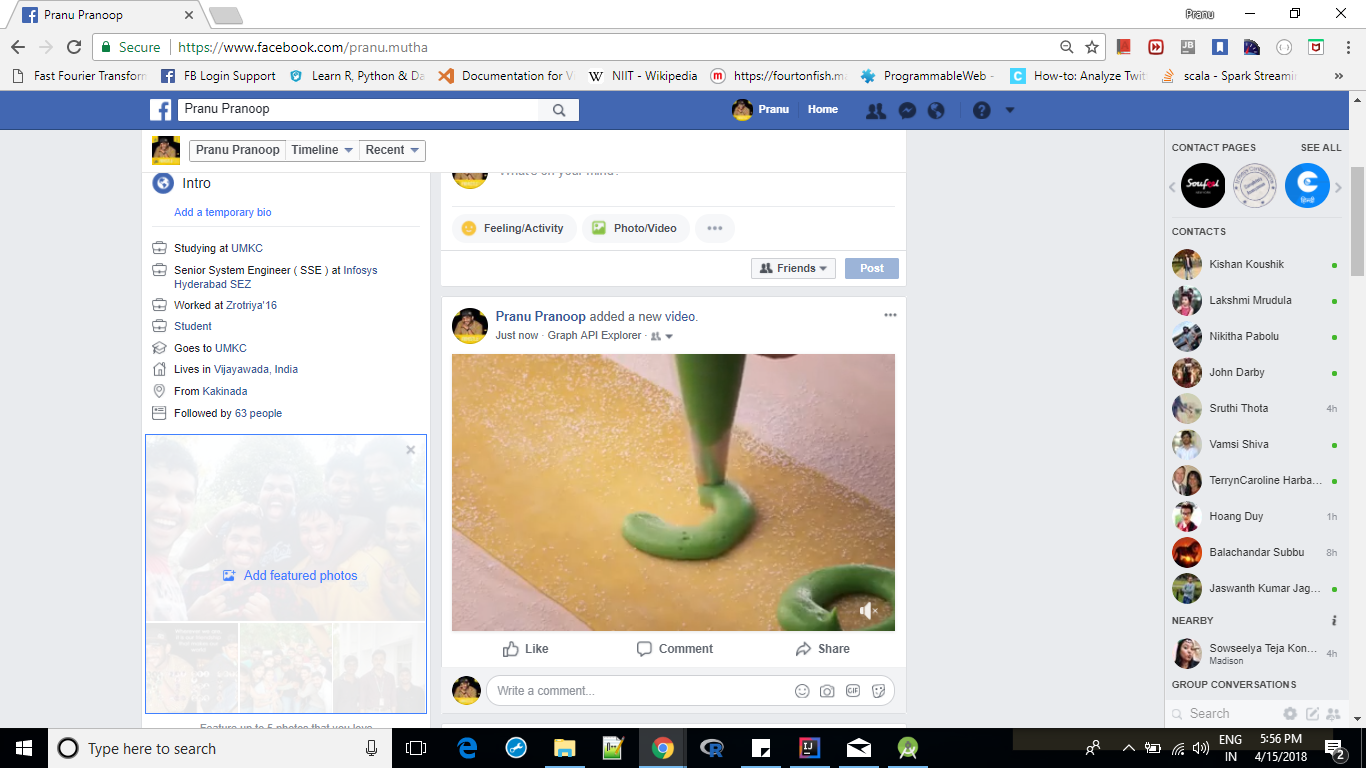 Pranu Pranoop
Pranu
Secure
https://www.facebook.com/pranu.mutha
Fast Fourier Transforn
FB Login Support
Learn R, Python & Da
Documentation for V
NIIT - Wikipedia
https://fourtonfish.m
ProgrammableWeb -
How-to: Analyze Twit
scala - Spark Streami
Pranu Pranoop
Pranu
Home
Pranu Pranoop
Timeline
Recent
Intro
Add a temporary bio
Studying at UMKC
Senior System Engineer ( SSE ) at Infosys
Hyderabad SEZ
Worked at Zrotriya'16
Student
Goes to UMKC
Lives in Vijayawada, India
From Kakinada
Followed by 63 people
Add featured photos
Feature up to 5 photos that you love
What's on your mind?
Feeling/Activity
Photo/Video
Friends
Post
Pranu Pranoop added a new video.
Just now · Graph API Explorer ·
Like
Comment
Share
Write a comment...
GIF
CONTACT PAGES
SEE ALL
Soufeel
CONTACTS
Kishan Koushik
Lakshmi Mrudula
Nikitha Pabolu
John Darby
Sruthi Thota 4h
Vamsi Shiva
TerrynCaroline Harba...
Hoang Duy 1h
Balachandar Subbu 8h
Jaswanth Kumar Jag...
NEARBY
Sowseelya Teja Kon... 4h
Madison
GROUP CONVERSATIONS
Search
Type here to search
ENG
IN
5:56 PM
4/15/2018
2